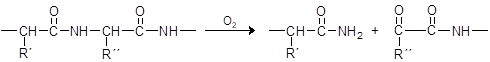 O O O O O
—CH—C—NH—CH—C—NH— O₂ —CH—C—NH₂ + C—C—NH—
R´ R´´ R´ R´´